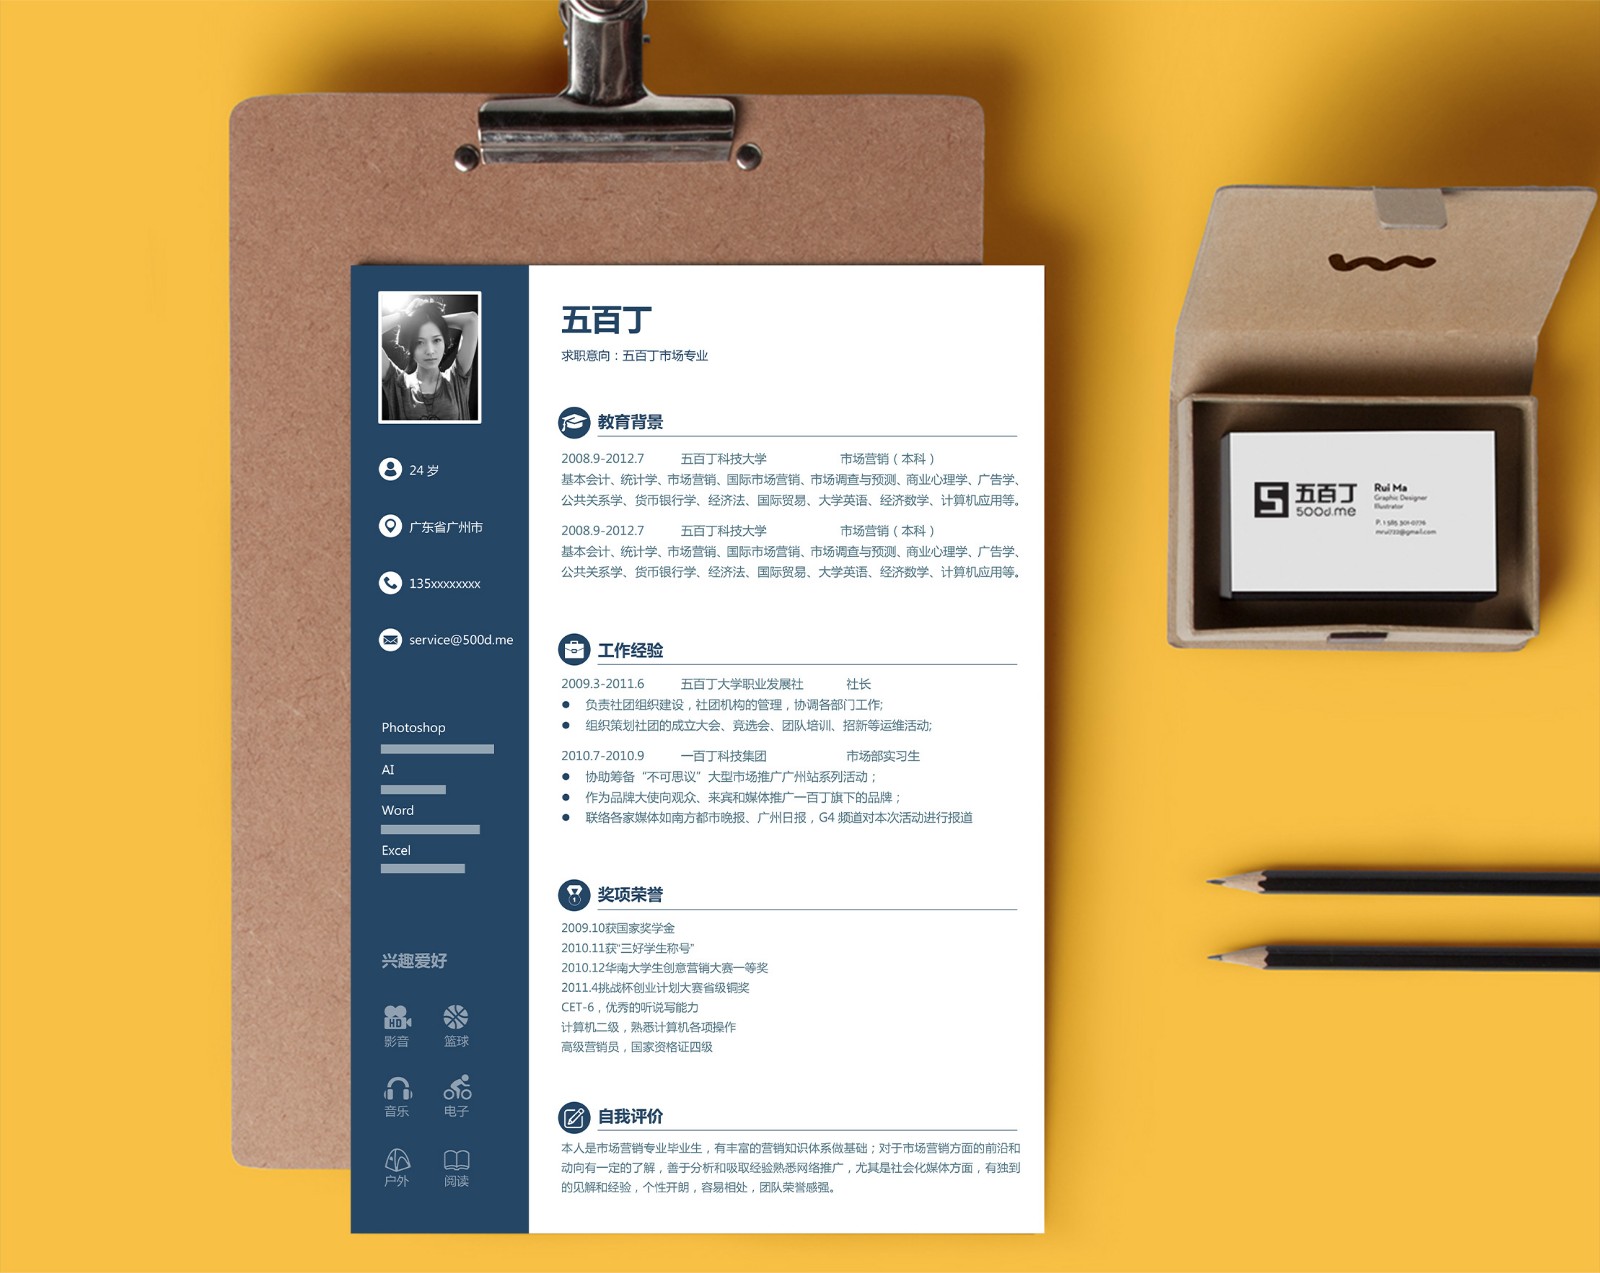 五百丁
求职意向：五百丁市场专业
24 岁
广东省广州市
135xxxxxxxx
service@500d.me
Photoshop
AI
Word
Excel
兴趣爱好
HD
影音 篮球
音乐 电子
户外 阅读
教育背景
2008.9-2012.7 五百丁科技大学 市场营销（本科）
基本会计、统计学、市场营销、国际市场营销、市场调查与预测、商业心理学、广告学、
公共关系学、货币银行学、经济法、国际贸易、大学英语、经济数学、计算机应用等。
2008.9-2012.7 五百丁科技大学 市场营销（本科）
基本会计、统计学、市场营销、国际市场营销、市场调查与预测、商业心理学、广告学、
公共关系学、货币银行学、经济法、国际贸易、大学英语、经济数学、计算机应用等。
工作经验
2009.3-2011.6 五百丁大学职业发展社 社长
● 负责社团组织建设，社团机构的管理，协调各部门工作;
● 组织策划社团的成立大会、竞选会、团队培训、招新等运维活动;
2010.7-2010.9 一百丁科技集团 市场部实习生
● 协助筹备“不可思议”大型市场推广广州站系列活动；
● 作为品牌大使向观众、来宾和媒体推广一百丁旗下的品牌；
● 联络各家媒体如南方都市晚报、广州日报，G4 频道对本次活动进行报道
奖项荣誉
1
2009.10获国家奖学金
2010.11获“三好学生称号”
2010.12华南大学生创意营销大赛一等奖
2011.4挑战杯创业计划大赛省级铜奖
CET-6，优秀的听说写能力
计算机二级，熟悉计算机各项操作
高级营销员，国家资格证四级
自我评价
本人是市场营销专业毕业生，有丰富的营销知识体系做基础；对于市场营销方面的前沿和
动向有一定的了解，善于分析和吸取经验熟悉网络推广，尤其是社会化媒体方面，有独到
的见解和经验，个性开朗，容易相处，团队荣誉感强。
五百丁
500d.me
Rui Ma
Graphic Designer
Illustrator
P. 1 585 301-0776
mrui722@gmail.com